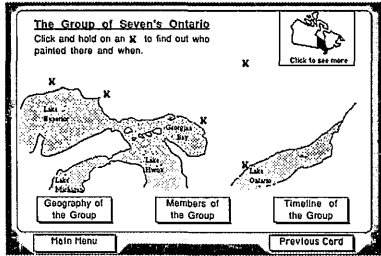 The Group of Seven's Ontario
Click and hold on an x to find out who
painted there and when.
Click to see more
Lake
Superior
Georgian
Bay
Lake
Huron
Lake
Michigan
Lake
Ontario
Geography of
the Group
Members of
the Group
Timeline of
the Group
Main Menu
Previous Card